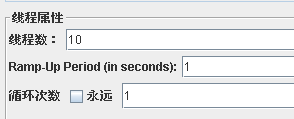 线程属性
线程数： 10
Ramp-Up Period (in seconds): 1
循环次数 永远 1